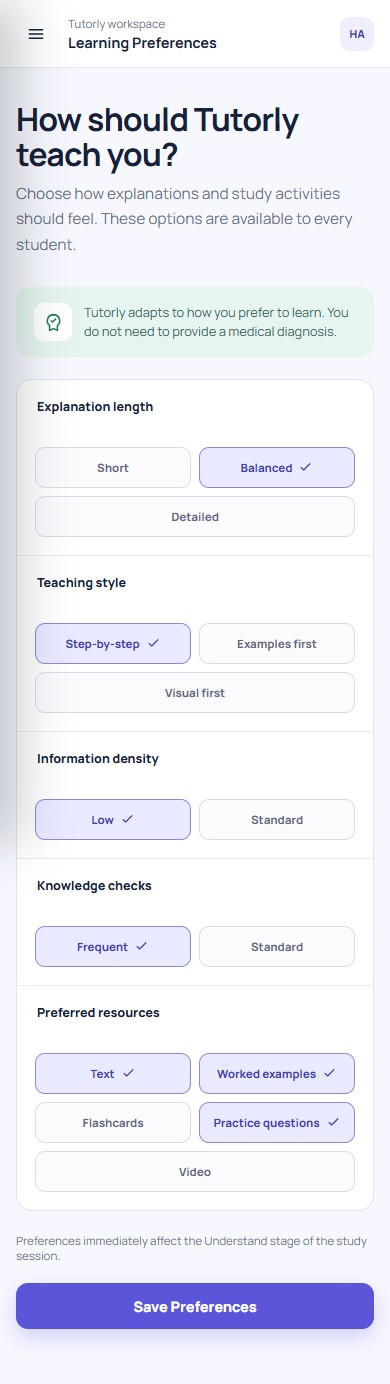 Tutorly workspace
Learning Preferences
HA
How should Tutorly
teach you?
Choose how explanations and study activities
should feel. These options are available to every
student.
Tutorly adapts to how you prefer to learn. You
do not need to provide a medical diagnosis.
Explanation length
Short
Balanced ✓
Detailed
Teaching style
Step-by-step ✓
Examples first
Visual first
Information density
Low ✓
Standard
Knowledge checks
Frequent ✓
Standard
Preferred resources
Text ✓
Worked examples ✓
Flashcards
Practice questions ✓
Video
Preferences immediately affect the Understand stage of the study
session.
Save Preferences